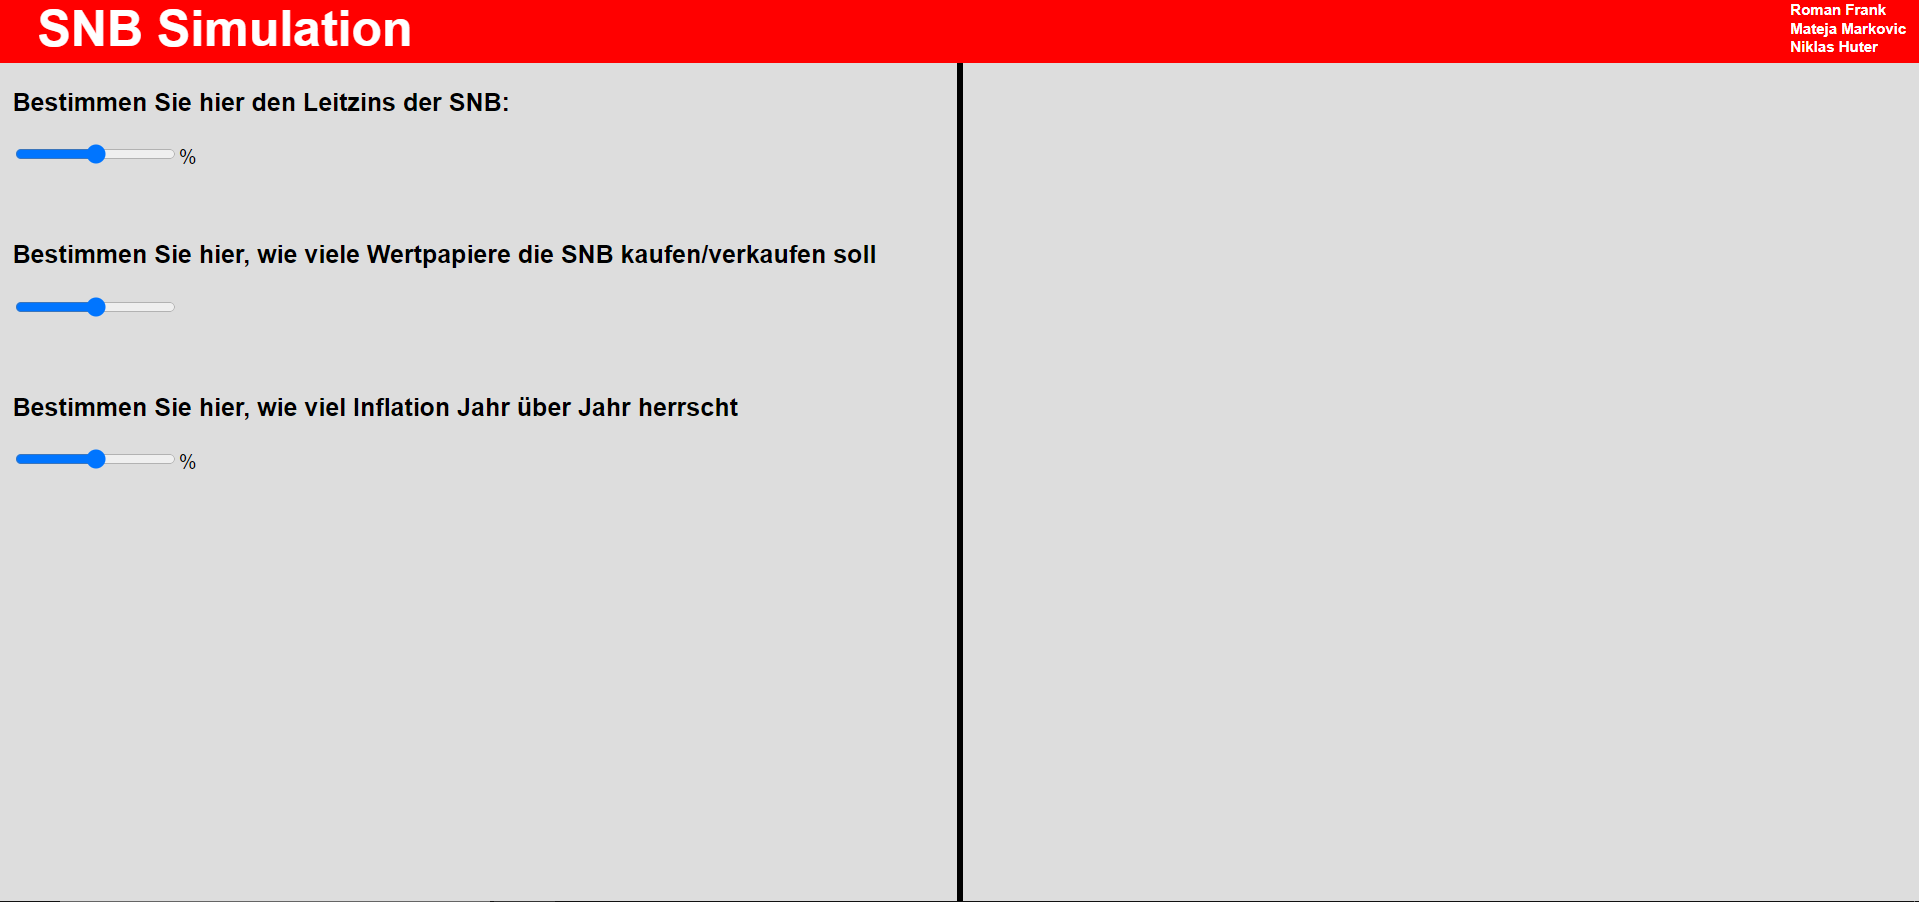 SNB Simulation
Roman Frank
Mateja Markovic
Niklas Huter
Bestimmen Sie hier den Leitzins der SNB:
%
Bestimmen Sie hier, wie viele Wertpapiere die SNB kaufen/verkaufen soll
Bestimmen Sie hier, wie viel Inflation Jahr über Jahr herrscht
%